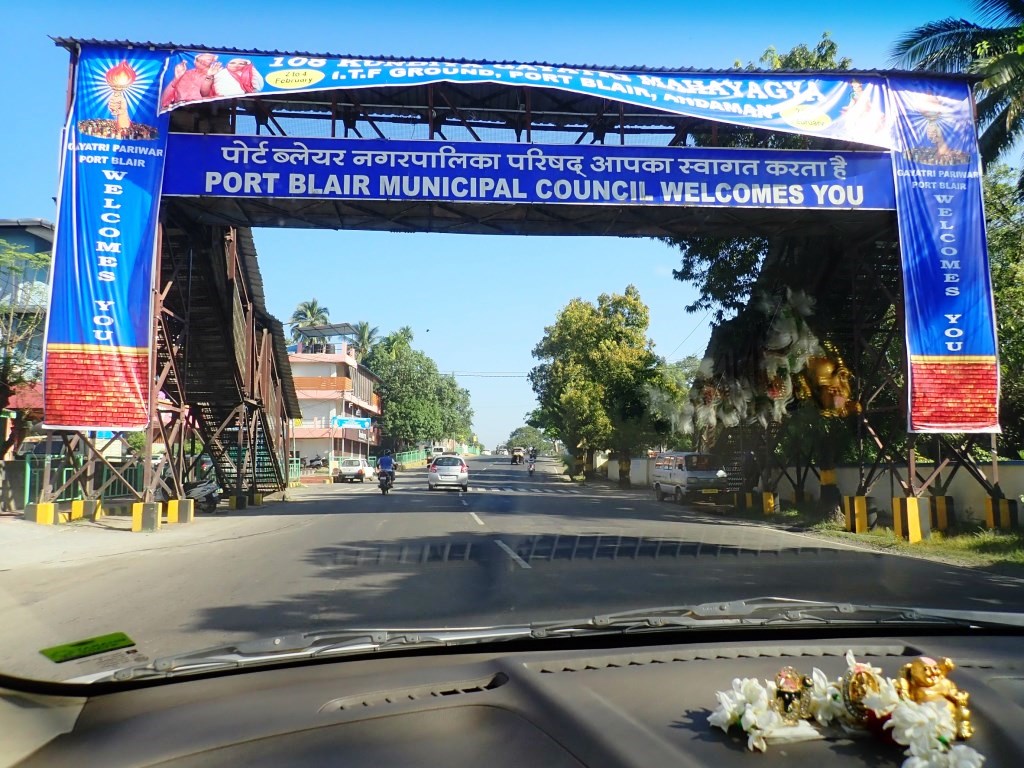 2 to 4
February
I.T.F GROUND, PORT BLAIR, ANDAMAN
पोर्ट ब्लेयर नगरपालिका परिषद् आपका स्वागत करता है
PORT BLAIR MUNICIPAL COUNCIL WELCOMES YOU
GAYATRI PARIWAR
PORT BLAIR
WELCOMES YOU
GAYATRI PARIWAR
PORT BLAIR
WELCOMES YOU